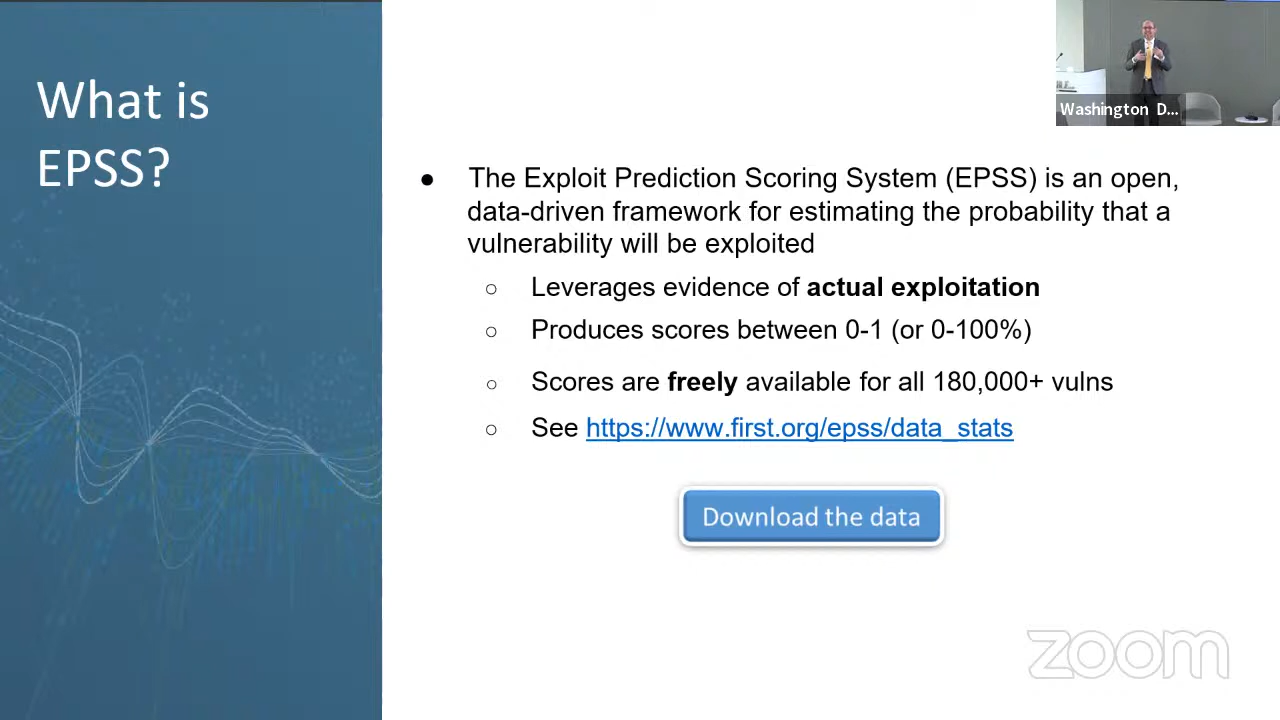 What is
EPSS?
Washington D...
● The Exploit Prediction Scoring System (EPSS) is an open,
data-driven framework for estimating the probability that a
vulnerability will be exploited
○ Leverages evidence of actual exploitation
○ Produces scores between 0-1 (or 0-100%)
○ Scores are freely available for all 180,000+ vulns
○ See https://www.first.org/epss/data_stats
Download the data
zoom